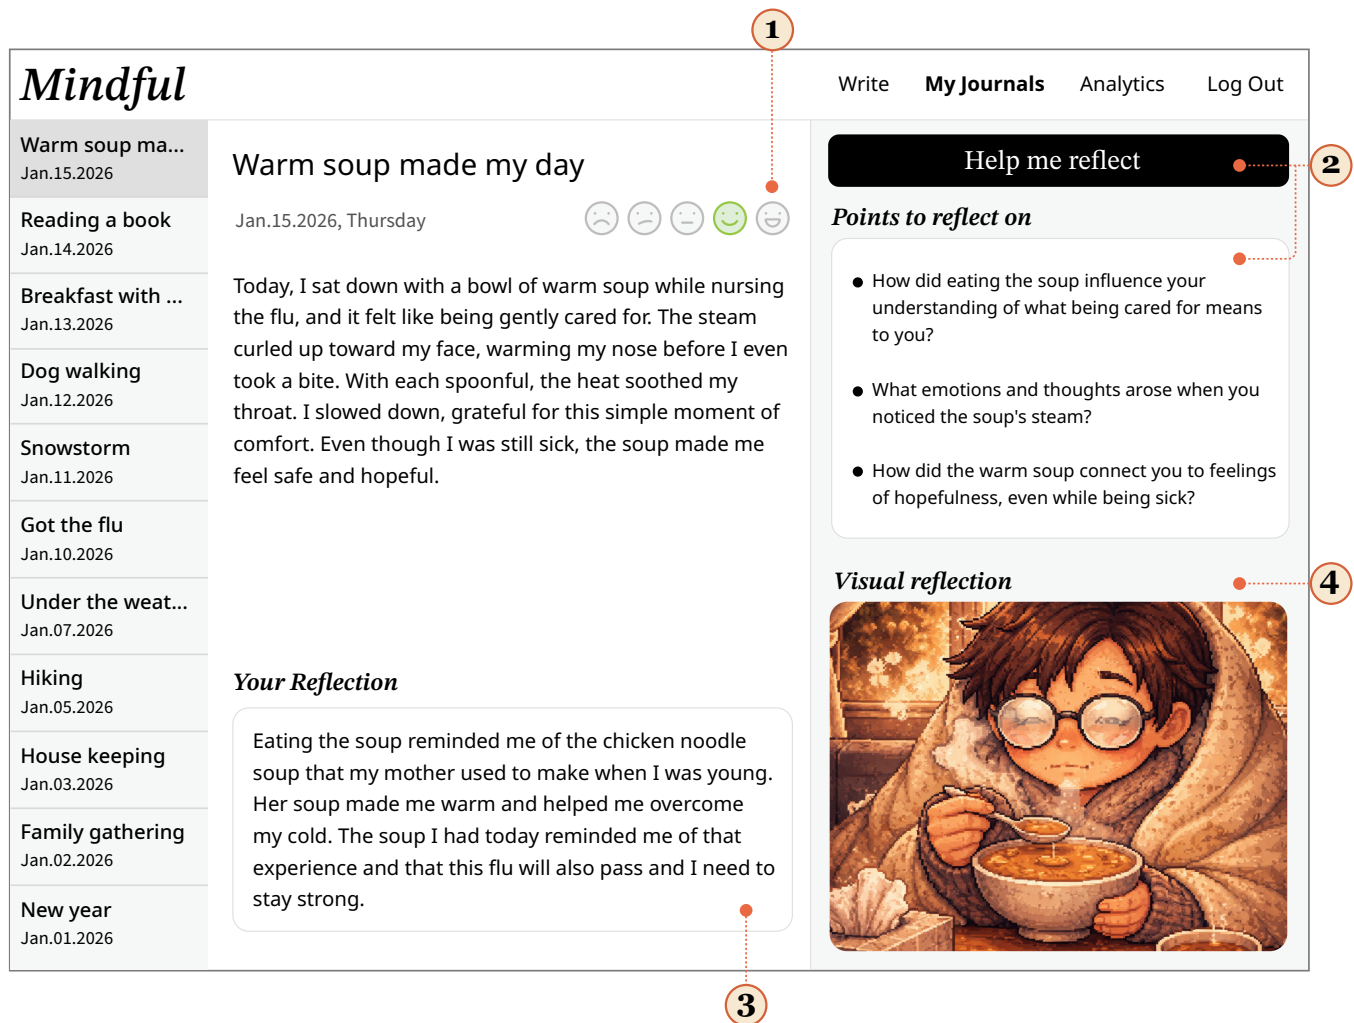 1
Mindful
Write My Journals Analytics Log Out
Warm soup ma...
Jan.15.2026
Reading a book
Jan.14.2026
Breakfast with ...
Jan.13.2026
Dog walking
Jan.12.2026
Snowstorm
Jan.11.2026
Got the flu
Jan.10.2026
Under the weat...
Jan.07.2026
Hiking
Jan.05.2026
House keeping
Jan.03.2026
Family gathering
Jan.02.2026
New year
Jan.01.2026
Warm soup made my day
Jan.15.2026, Thursday
Today, I sat down with a bowl of warm soup while nursing
the flu, and it felt like being gently cared for. The steam
curled up toward my face, warming my nose before I even
took a bite. With each spoonful, the heat soothed my
throat. I slowed down, grateful for this simple moment of
comfort. Even though I was still sick, the soup made me
feel safe and hopeful.
Your Reflection
Eating the soup reminded me of the chicken noodle
soup that my mother used to make when I was young.
Her soup made me warm and helped me overcome
my cold. The soup I had today reminded me of that
experience and that this flu will also pass and I need to
stay strong.
3
Help me reflect
2
Points to reflect on
● How did eating the soup influence your
understanding of what being cared for means
to you?
● What emotions and thoughts arose when you
noticed the soup's steam?
● How did the warm soup connect you to feelings
of hopefulness, even while being sick?
Visual reflection
4